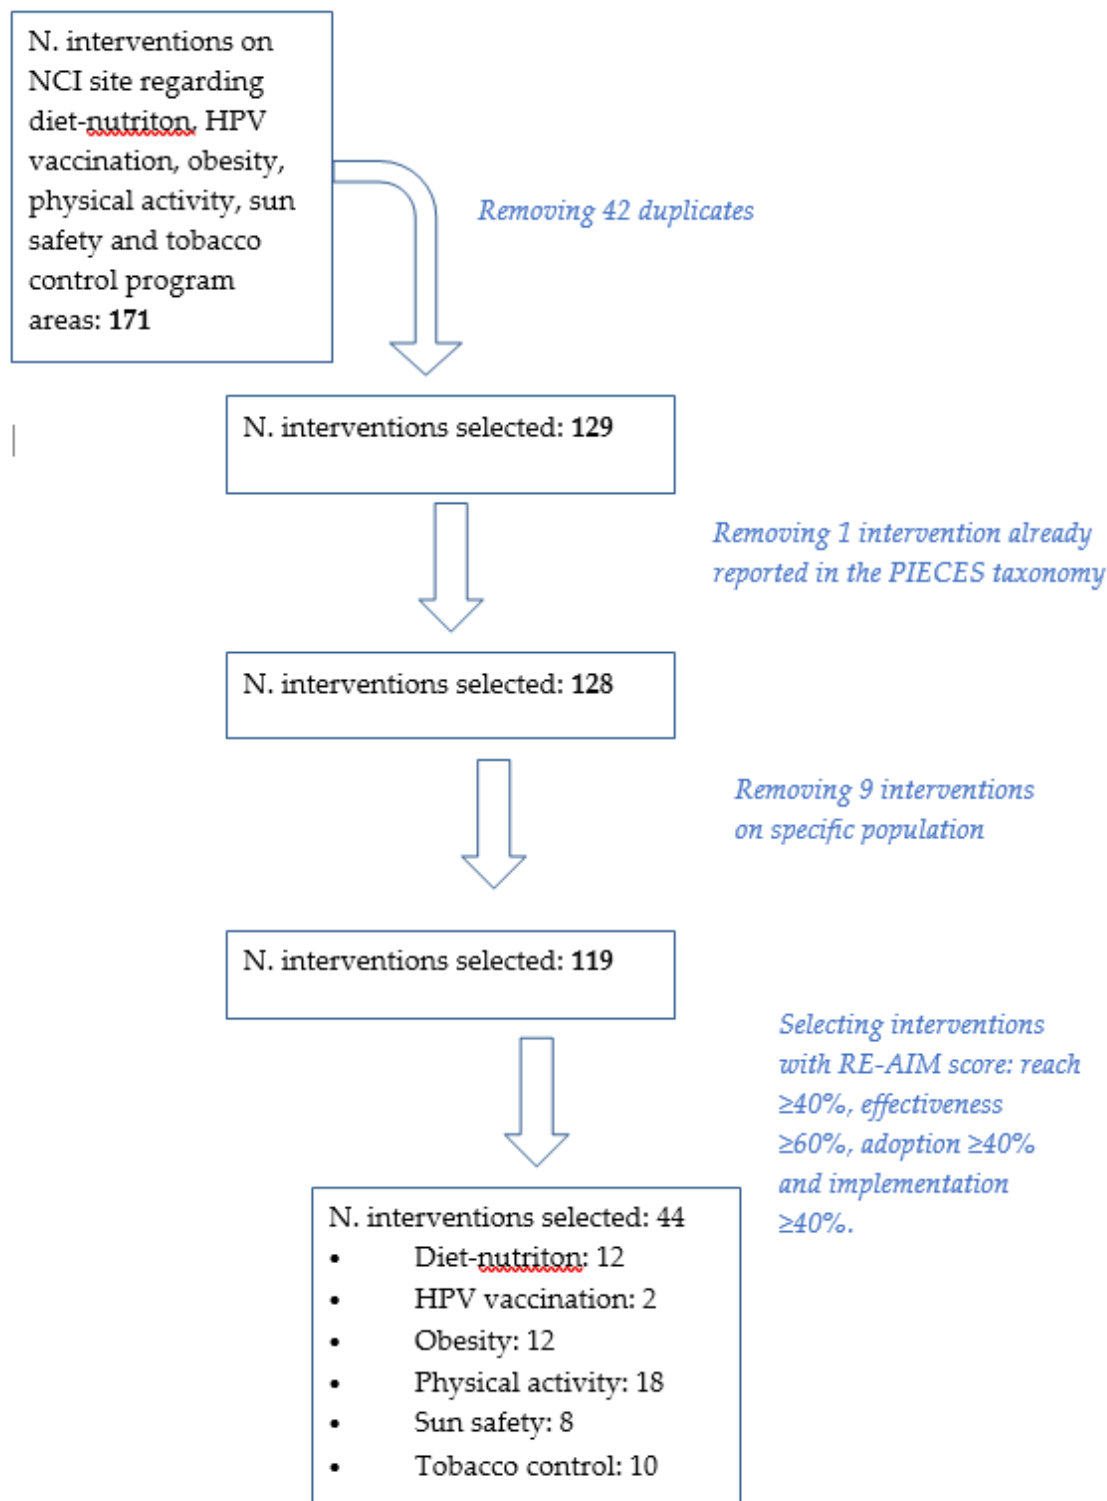 N. interventions on
NCI site regarding
diet-nutriton, HPV
vaccination, obesity,
physical activity, sun
safety and tobacco
control program
areas: 171
Removing 42 duplicates
N. interventions selected: 129
Removing 1 intervention already
reported in the PIECES taxonomy
N. interventions selected: 128
Removing 9 interventions
on specific population
N. interventions selected: 119
Selecting interventions
with RE-AIM score: reach
≥40%, effectiveness
≥60%, adoption ≥40%
and implementation
≥40%.
N. interventions selected: 44
• Diet-nutriton: 12
• HPV vaccination: 2
• Obesity: 12
• Physical activity: 18
• Sun safety: 8
• Tobacco control: 10